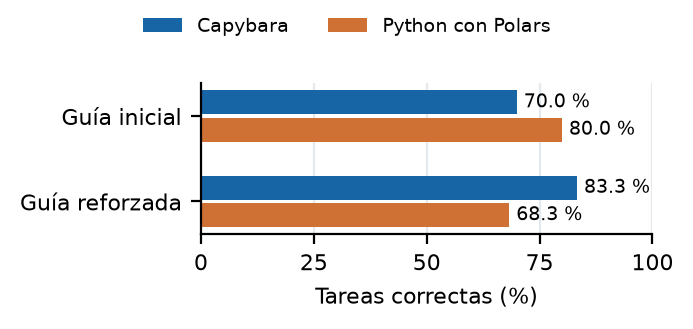 Capybara
Python con Polars
Guía inicial
70.0 %
80.0 %
Guía reforzada
83.3 %
68.3 %
0 25 50 75 100
Tareas correctas (%)